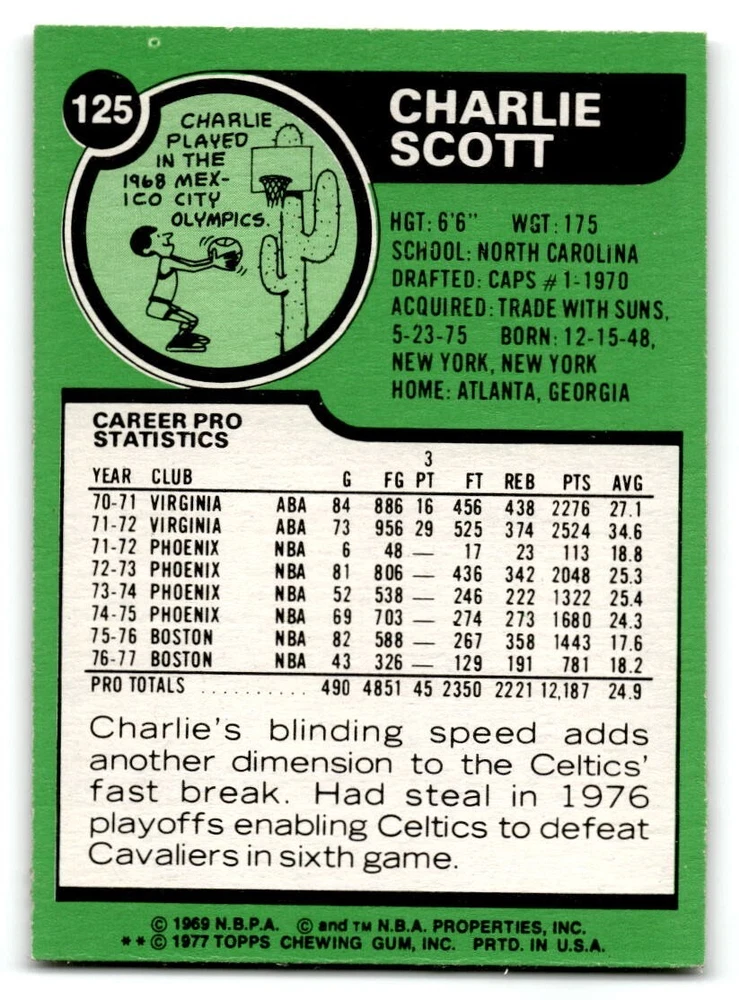 125
CHARLIE
PLAYED
IN THE
1968 MEX-
ICO CITY
OLYMPICS.
CHARLIE
SCOTT
HGT: 6'6" WGT: 175
SCHOOL: NORTH CAROLINA
DRAFTED: CAPS #1-1970
ACQUIRED: TRADE WITH SUNS,
5-23-75 BORN: 12-15-48,
NEW YORK, NEW YORK
HOME: ATLANTA, GEORGIA
CAREER PRO
STATISTICS
YEAR CLUB G FG 3 PT FT REB PTS AVG
70-71 VIRGINIA ABA 84 886 16 456 438 2276 27.1
71-72 VIRGINIA ABA 73 956 29 525 374 2524 34.6
71-72 PHOENIX NBA 6 48 — 17 23 113 18.8
72-73 PHOENIX NBA 81 806 — 436 342 2048 25.3
73-74 PHOENIX NBA 52 538 — 246 222 1322 25.4
74-75 PHOENIX NBA 69 703 — 274 273 1680 24.3
75-76 BOSTON NBA 82 588 — 267 358 1443 17.6
76-77 BOSTON NBA 43 326 — 129 191 781 18.2
PRO TOTALS .......... 490 4851 45 2350 2221 12,187 24.9
Charlie's blinding speed adds
another dimension to the Celtics'
fast break. Had steal in 1976
playoffs enabling Celtics to defeat
Cavaliers in sixth game.
© 1969 N.B.P.A. © and TM N.B.A. PROPERTIES, INC.
**© 1977 TOPPS CHEWING GUM, INC. PRTD. IN U.S.A.